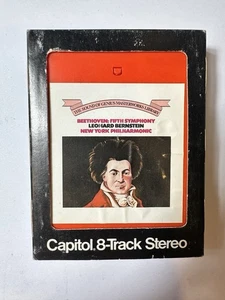 THE SOUND OF GENIUS MASTERWORKS LIBRARY
BEETHOVEN: FIFTH SYMPHONY
LEONARD BERNSTEIN
NEW YORK PHILHARMONIC
Capitol. 8-Track Stereo